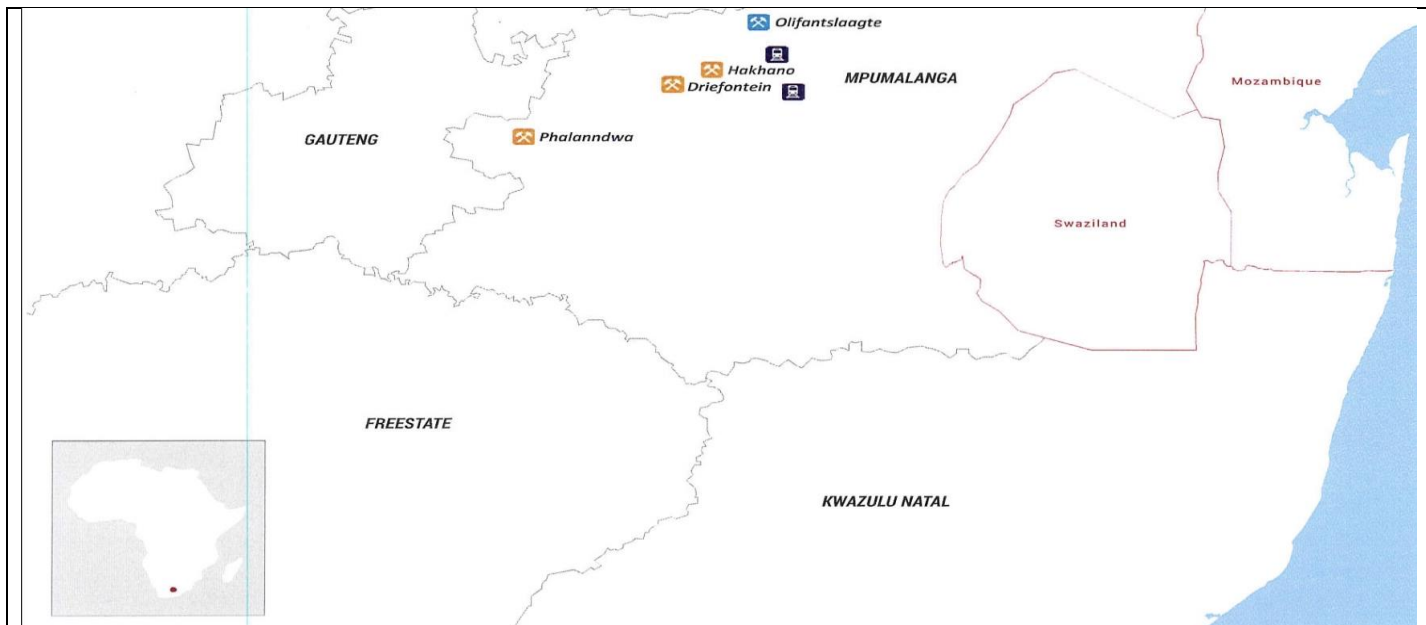 Olifantslaagte
Hakhano
Driefontein
MPUMALANGA
Mozambique
GAUTENG
Phalanndwa
Swaziland
FREESTATE
KWAZULU NATAL